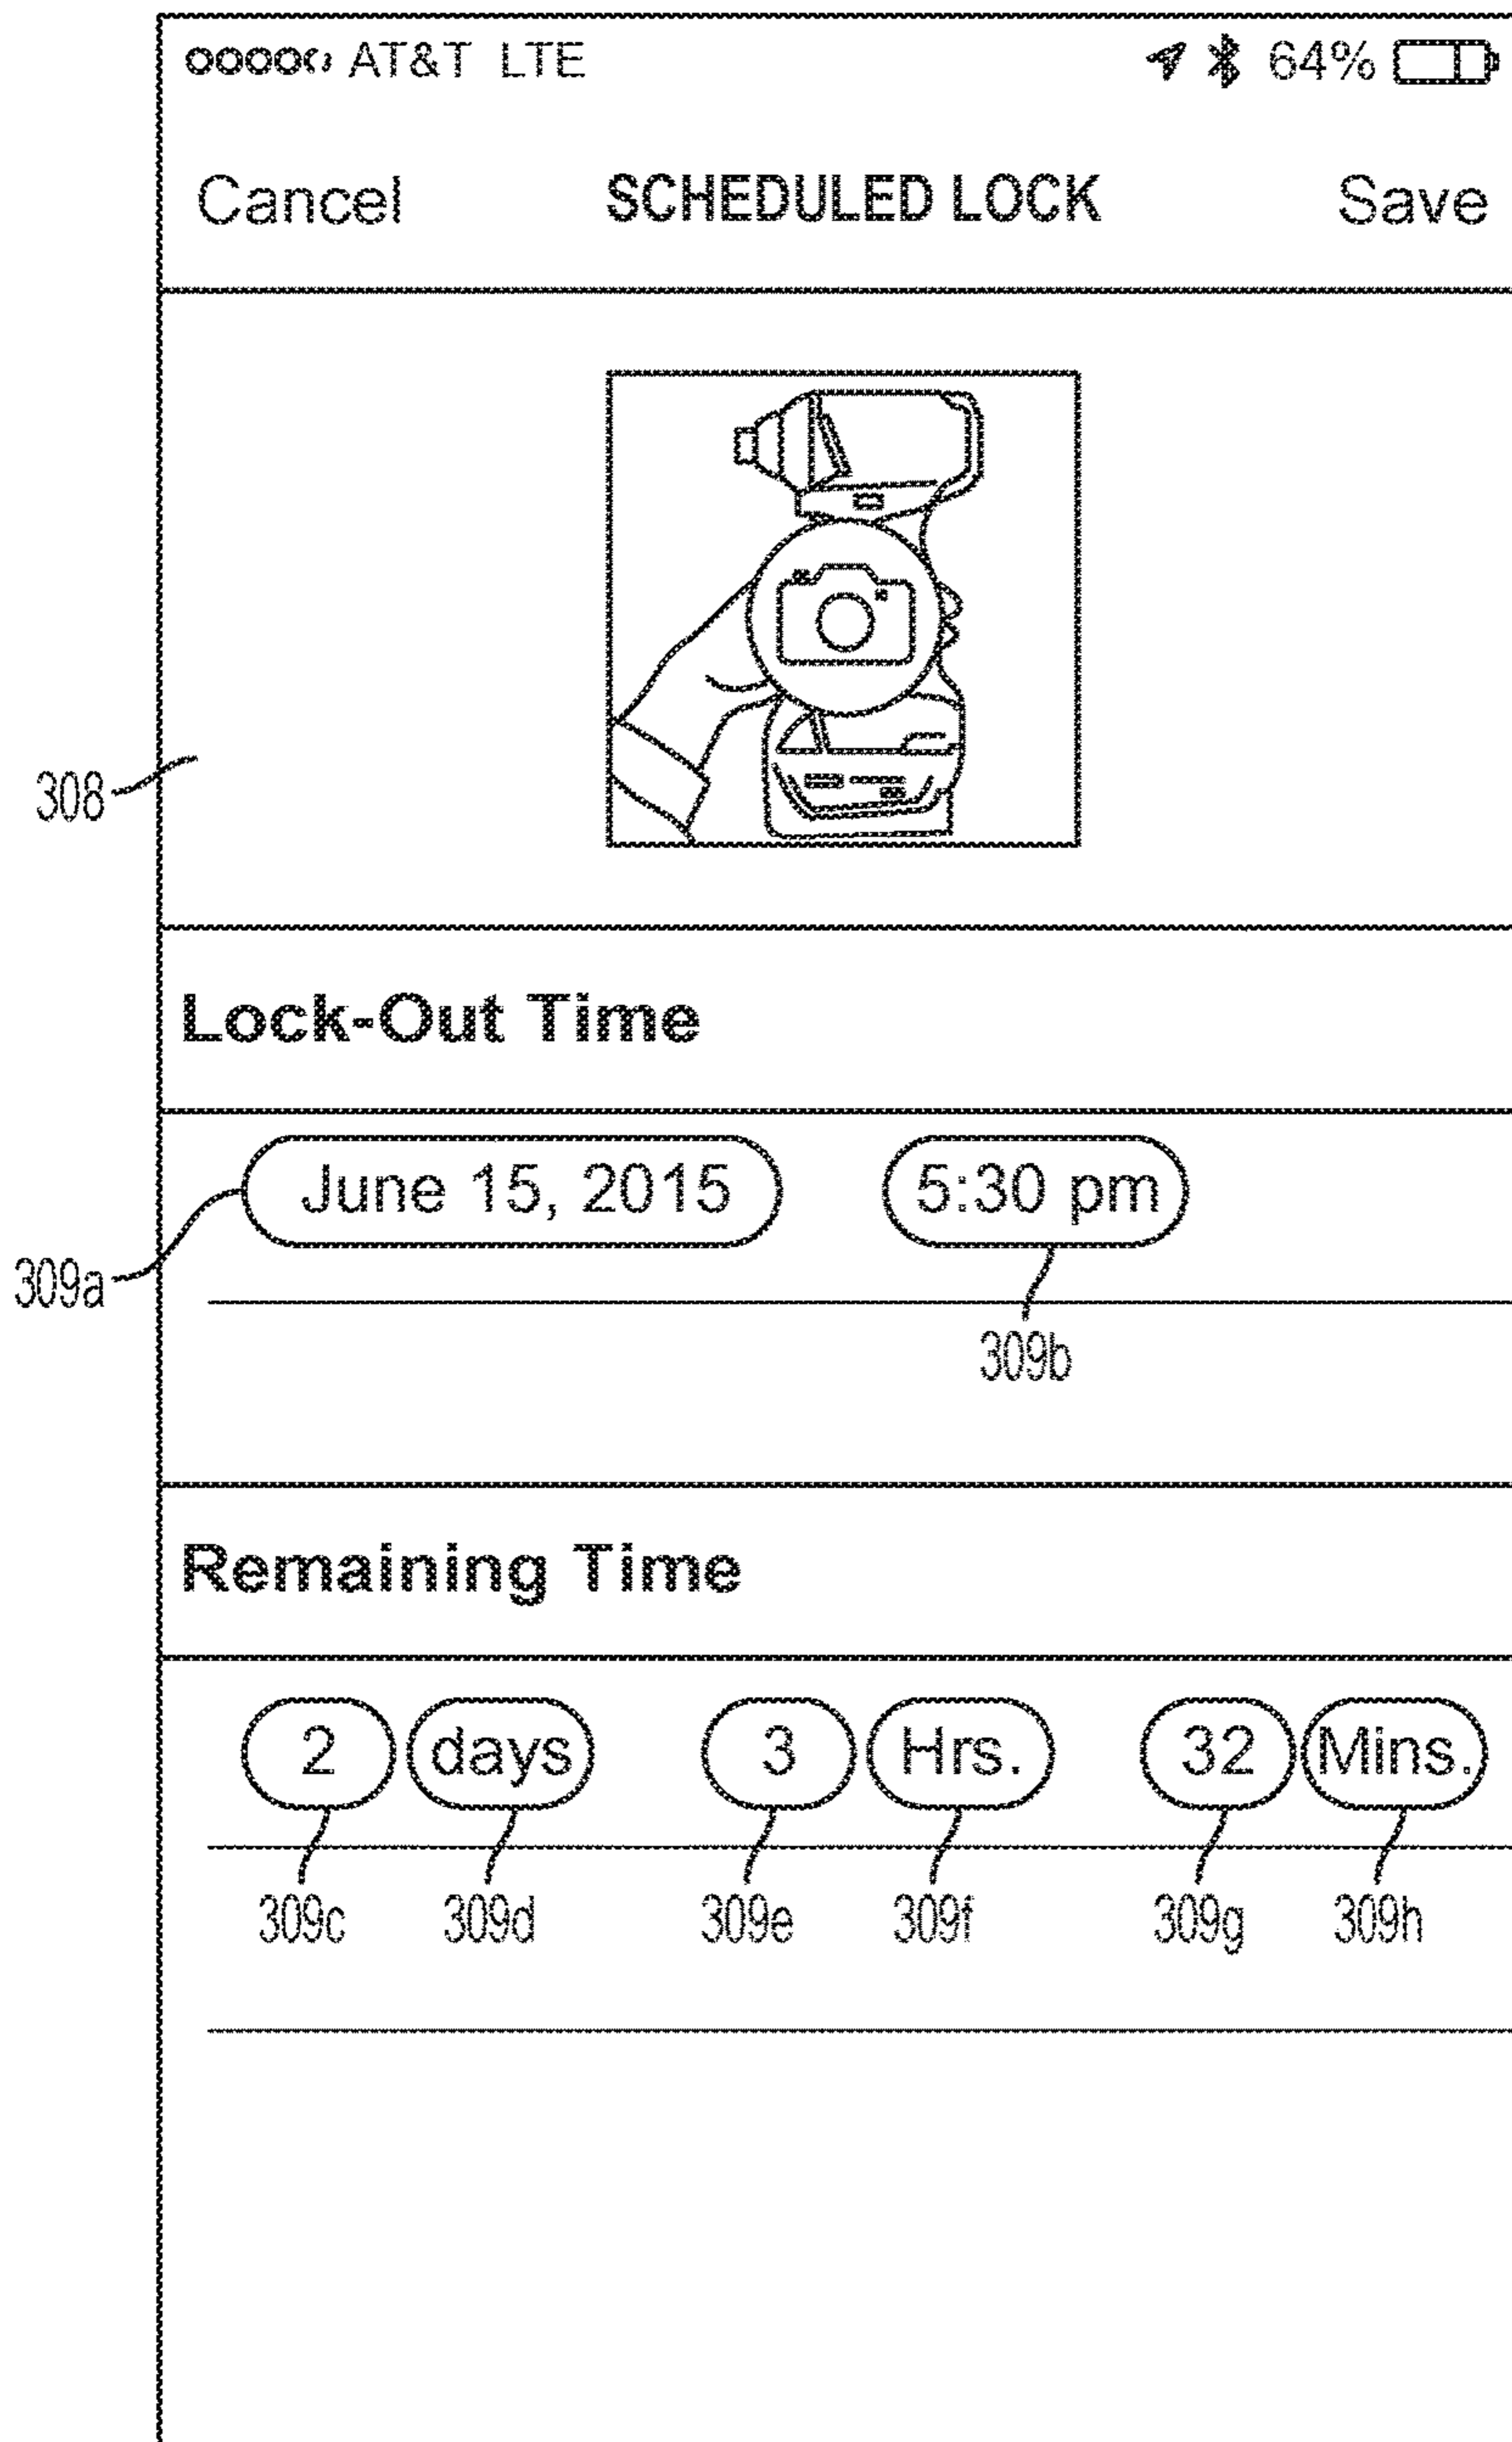 AT&T LTE 64%
Cancel SCHEDULED LOCK Save
308
Lock-Out Time
June 15, 2015 5:30 pm
309a
309b
Remaining Time
2 days 3 Hrs. 32 Mins.
309c 309d 309e 309f 309g 309h